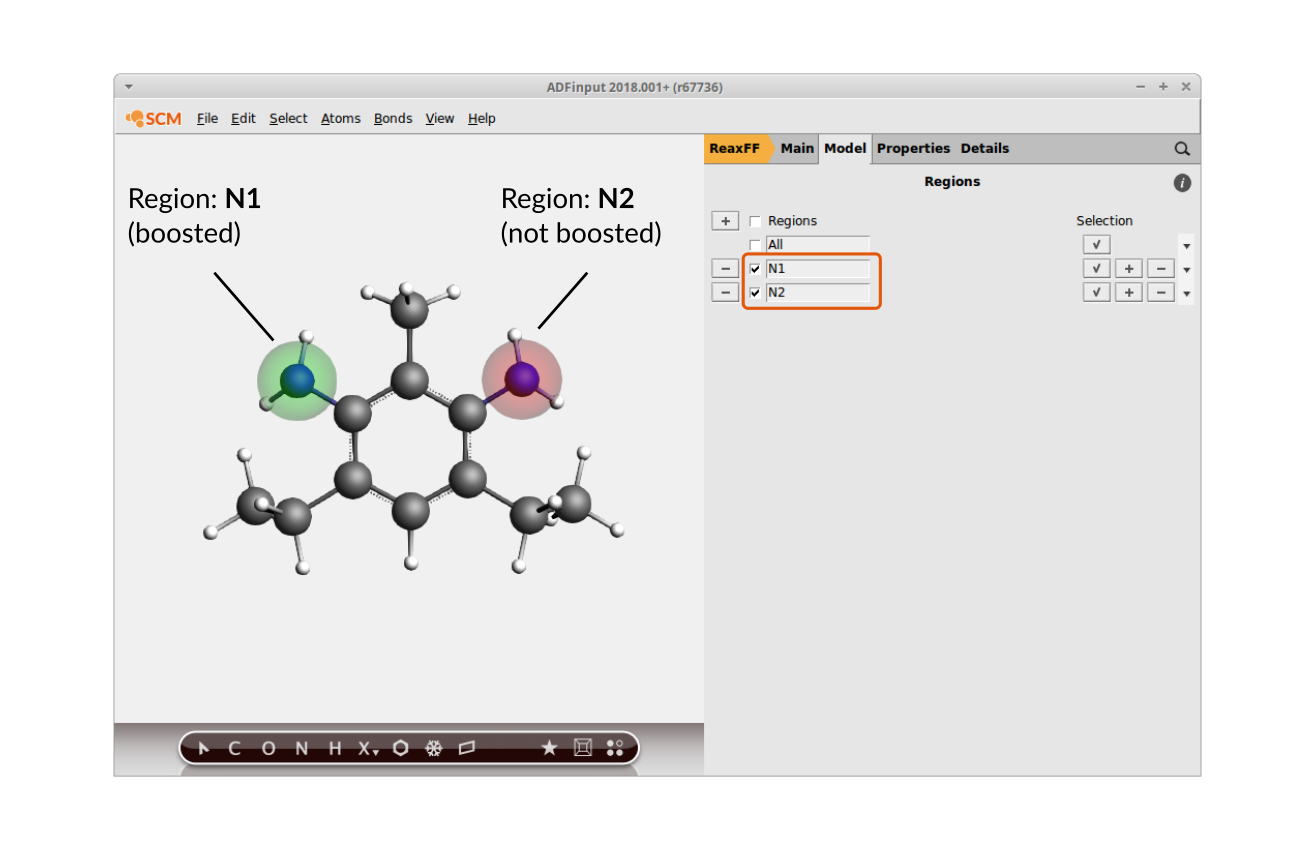 ADFinput 2018.001+ (r67736)
SCM File Edit Select Atoms Bonds View Help
ReaxFF Main Model Properties Details
Regions
Region: N1
(boosted)
Region: N2
(not boosted)
+ Regions Selection
All √
− N1 √ + −
− N2 √ + −
C O N H X